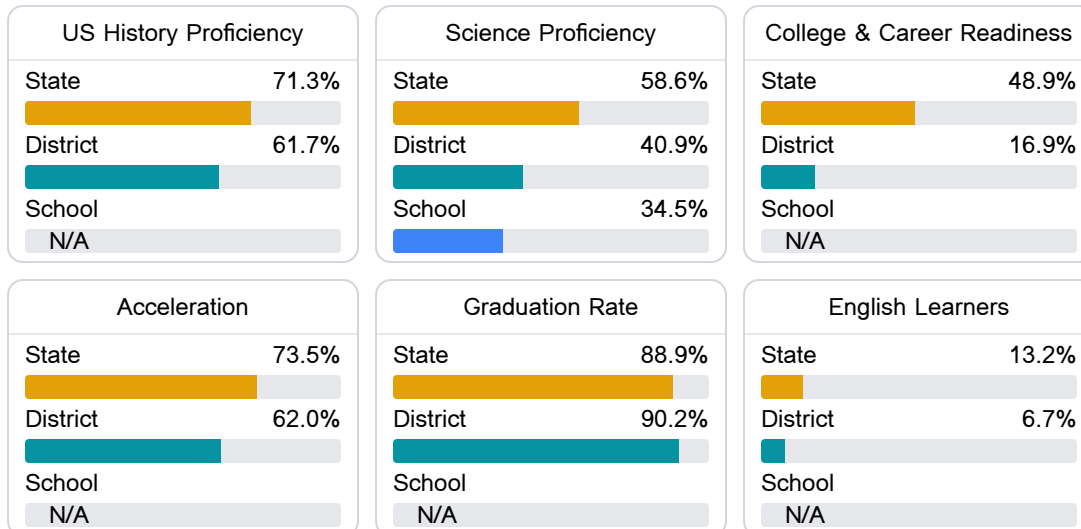 US History Proficiency
State 71.3%
District 61.7%
School
N/A
Science Proficiency
State 58.6%
District 40.9%
School 34.5%
College & Career Readiness
State 48.9%
District 16.9%
School
N/A
Acceleration
State 73.5%
District 62.0%
School
N/A
Graduation Rate
State 88.9%
District 90.2%
School
N/A
English Learners
State 13.2%
District 6.7%
School
N/A